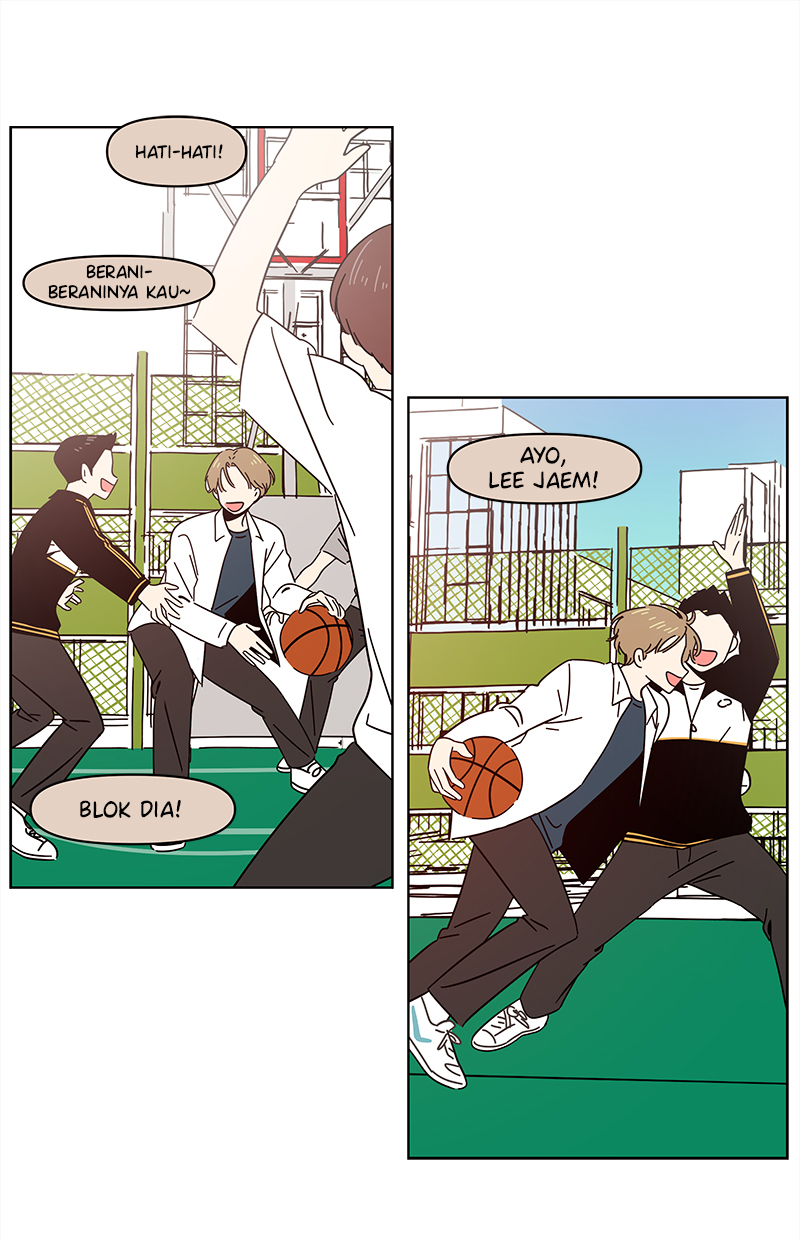 HATI-HATI!
BERANI-
BERANINYA KAU~
BLOK DIA!
AYO,
LEE JAEM!